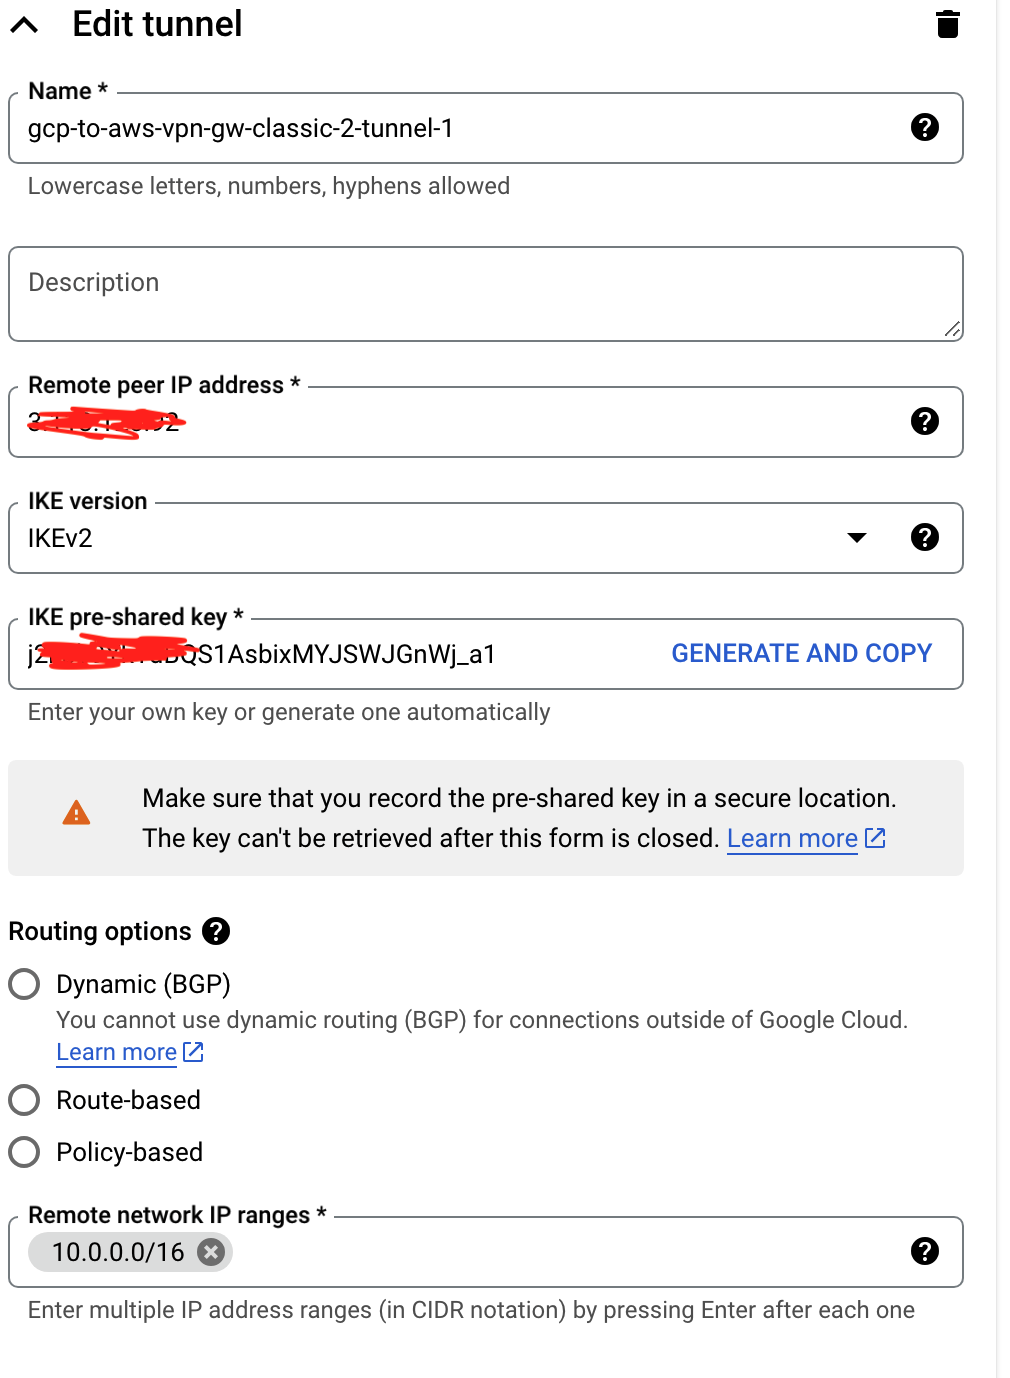 Edit tunnel
Name *
gcp-to-aws-vpn-gw-classic-2-tunnel-1
Lowercase letters, numbers, hyphens allowed
Description
Remote peer IP address *
IKE version
IKEv2
IKE pre-shared key *
GENERATE AND COPY
Enter your own key or generate one automatically
Make sure that you record the pre-shared key in a secure location.
The key can't be retrieved after this form is closed. Learn more
Routing options
Dynamic (BGP)
You cannot use dynamic routing (BGP) for connections outside of Google Cloud.
Learn more
Route-based
Policy-based
Remote network IP ranges *
10.0.0.0/16
Enter multiple IP address ranges (in CIDR notation) by pressing Enter after each one